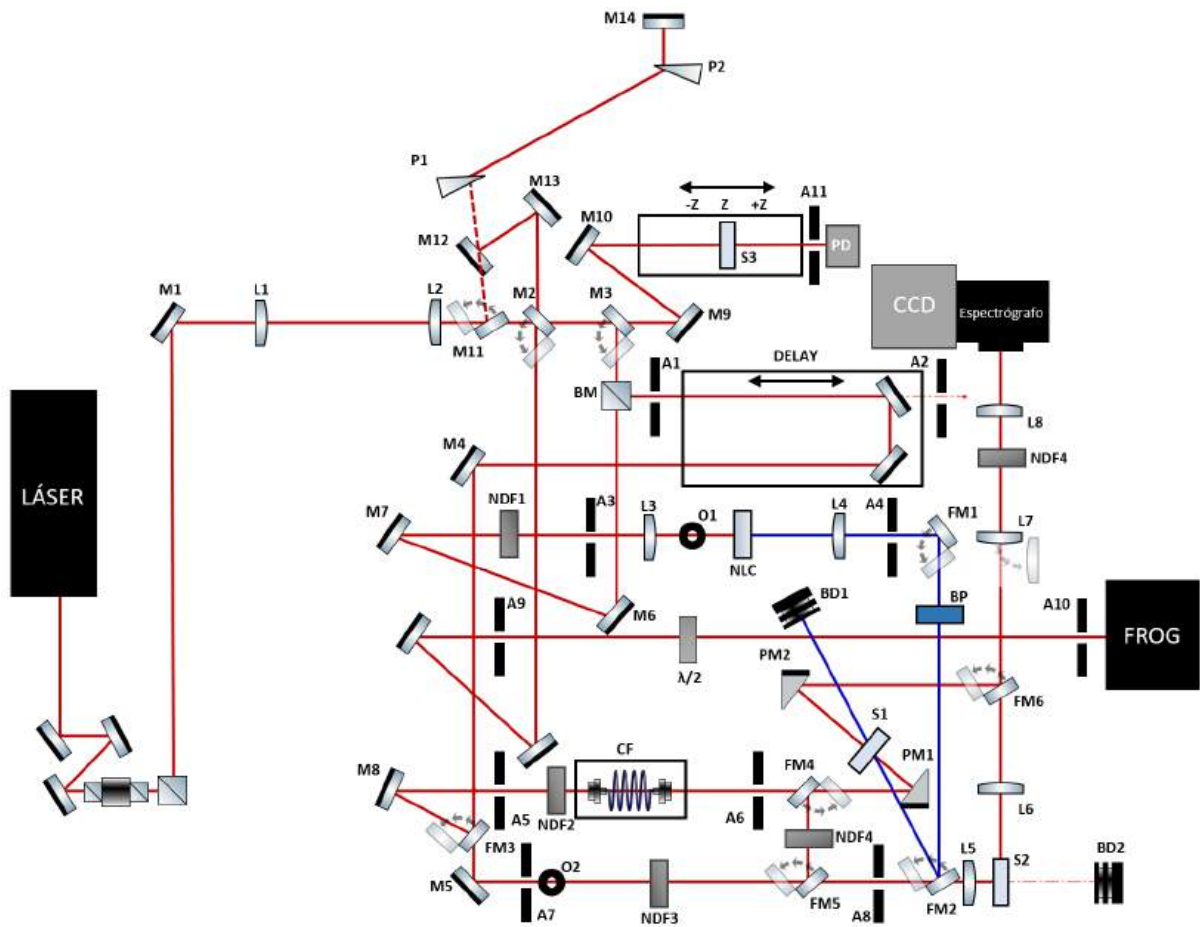 M14
P2
P1
M13
M12
M10
-Z Z +Z
A11
S3
PD
M1
L1
L2
M11
M2
M3
M9
CCD
Espectrógrafo
DELAY
A1
A2
BM
L8
NDF4
M4
LÁSER
M7
NDF1
A3
L3
O1
NLC
L4
A4
FM1
L7
A9
M6
BD1
BP
A10
FROG
λ/2
PM2
FM6
S1
PM1
M8
A5
NDF2
CF
A6
FM4
L6
FM3
NDF4
M5
A7
O2
NDF3
FM5
A8
FM2
L5
S2
BD2